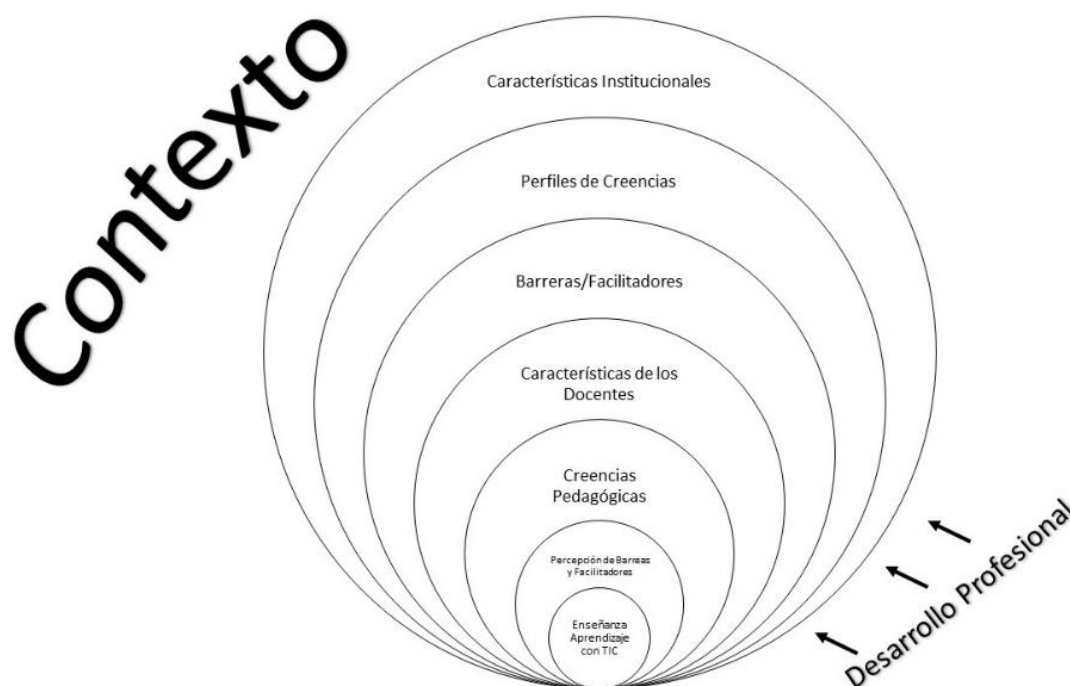 Contexto
Características Institucionales
Perfiles de Creencias
Barreras/Facilitadores
Características de los
Docentes
Creencias
Pedagógicas
Percepción de Barreas
y Facilitadores
Enseñanza
Aprendizaje
con TIC
Desarrollo Profesional